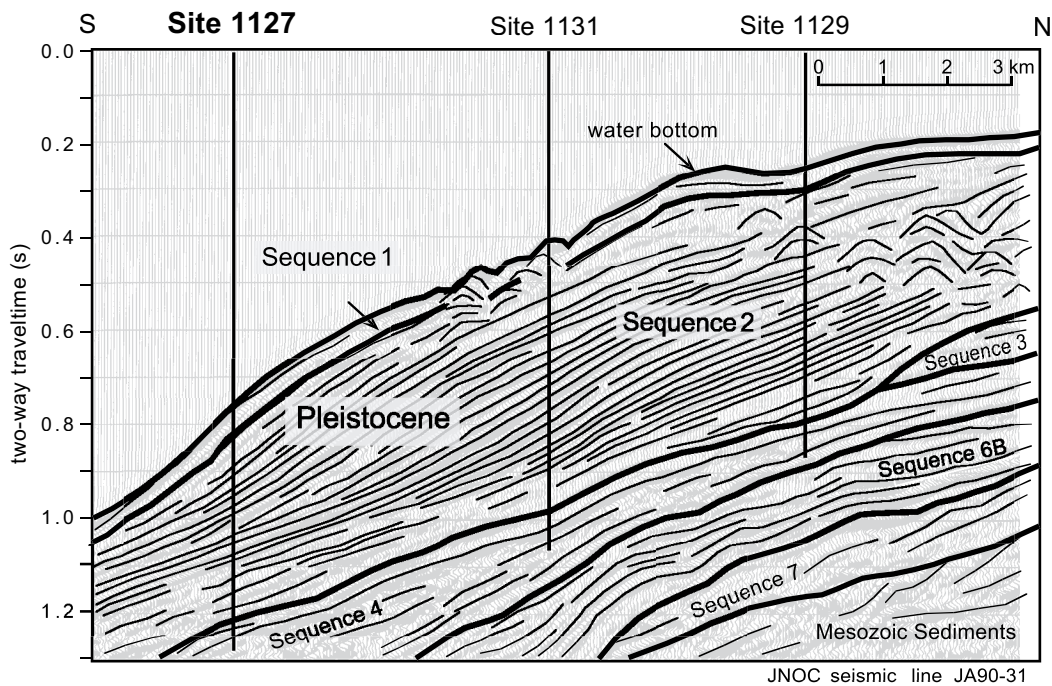 S Site 1127 Site 1131 Site 1129 N
0.0
0 1 2 3 km
water bottom
0.2
0.4
Sequence 1
two-way traveltime (s)
0.6
Sequence 2
Sequence 3
Pleistocene
0.8
Sequence 6B
1.0
Sequence 7
1.2
Sequence 4
Mesozoic Sediments
JNOC seismic line JA90-31